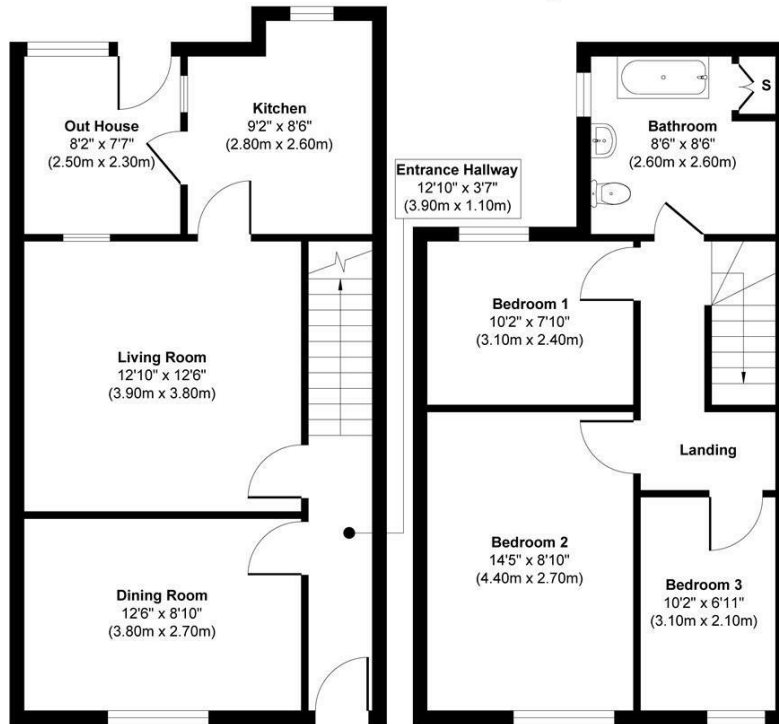 Out House
8'2" x 7'7"
(2.50m x 2.30m)
Kitchen
9'2" x 8'6"
(2.80m x 2.60m)
Entrance Hallway
12'10" x 3'7"
(3.90m x 1.10m)
Living Room
12'10" x 12'6"
(3.90m x 3.80m)
Dining Room
12'6" x 8'10"
(3.80m x 2.70m)
Bathroom
8'6" x 8'6"
(2.60m x 2.60m)
S
Bedroom 1
10'2" x 7'10"
(3.10m x 2.40m)
Landing
Bedroom 2
14'5" x 8'10"
(4.40m x 2.70m)
Bedroom 3
10'2" x 6'11"
(3.10m x 2.10m)